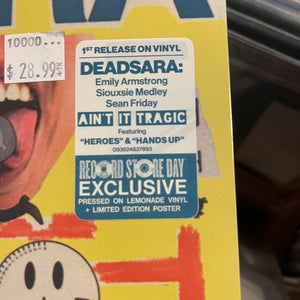 10000...
$ 28.99
1ST RELEASE ON VINYL
DEADSARA:
Emily Armstrong
Siouxsie Medley
Sean Friday
AIN'T IT TRAGIC
Featuring
"HEROES" & "HANDS UP"
093624837893
RECORD STORE DAY
EXCLUSIVE
PRESSED ON LEMONADE VINYL
+ LIMITED EDITION POSTER